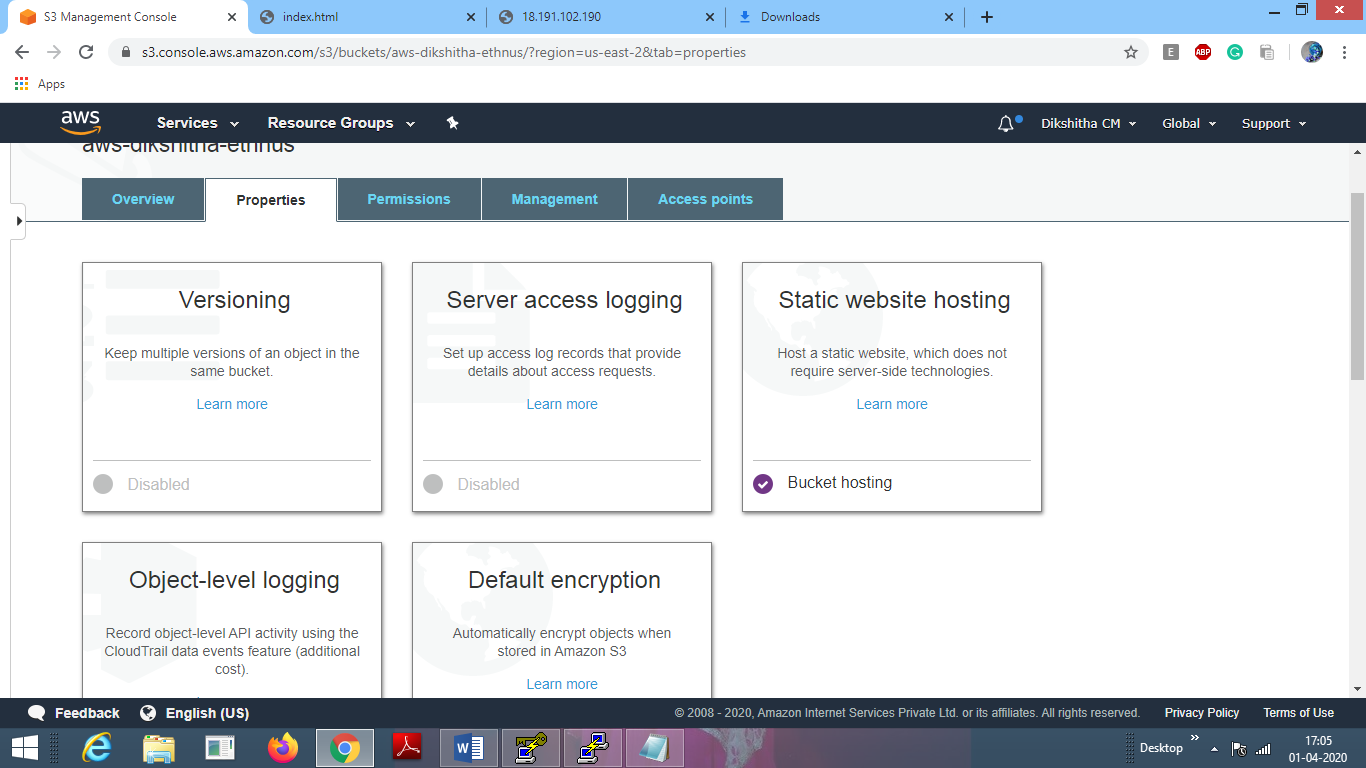 S3 Management Console
index.html
18.191.102.190
Downloads
s3.console.aws.amazon.com/s3/buckets/aws-dikshitha-ethnus/?region=us-east-2&tab=properties
E
ABP
G
Apps
aws
Services
Resource Groups
Dikshitha CM
Global
Support
aws-dikshitha-ethnus
Overview
Properties
Permissions
Management
Access points
Versioning
Keep multiple versions of an object in the
same bucket.
Learn more
Disabled
Server access logging
Set up access log records that provide
details about access requests.
Learn more
Disabled
Static website hosting
Host a static website, which does not
require server-side technologies.
Learn more
Bucket hosting
Object-level logging
Record object-level API activity using the
CloudTrail data events feature (additional
cost).
Default encryption
Automatically encrypt objects when
stored in Amazon S3
Learn more
Feedback
English (US)
© 2008 - 2020, Amazon Internet Services Private Ltd. or its affiliates. All rights reserved.
Privacy Policy
Terms of Use
Desktop
17:05
01-04-2020